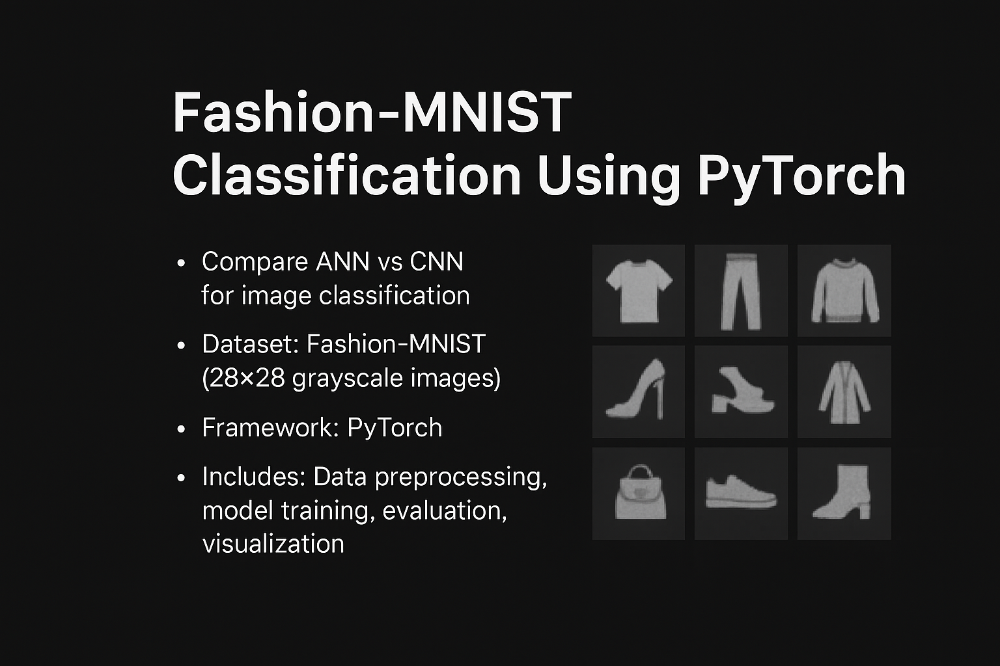 Fashion-MNIST
Classification Using PyTorch
• Compare ANN vs CNN
for image classification
• Dataset: Fashion-MNIST
(28×28 grayscale images)
• Framework: PyTorch
• Includes: Data preprocessing,
model training, evaluation,
visualization